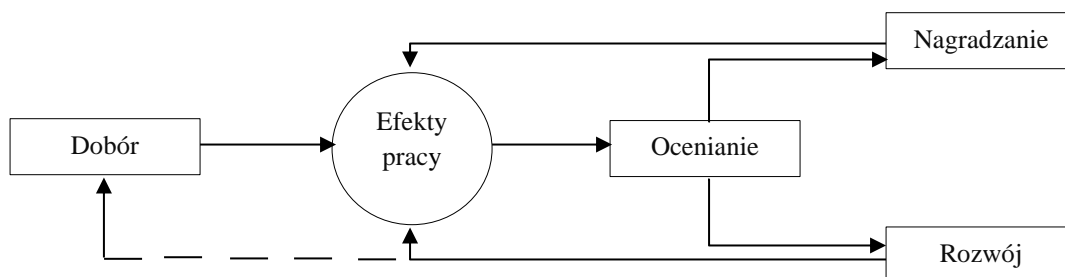 Nagradzanie
Efekty
pracy
Dobór
Ocenianie
Rozwój